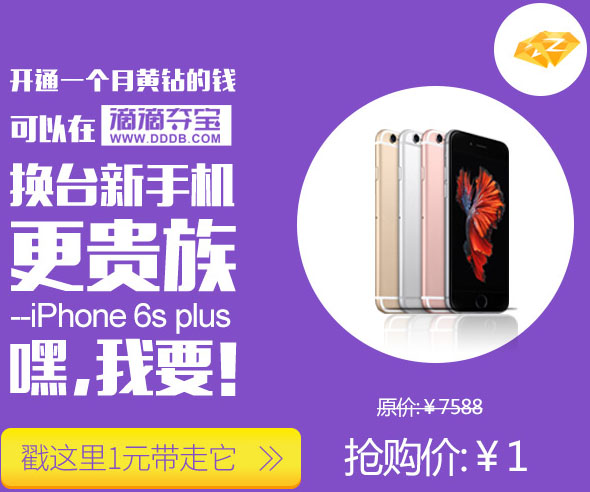 开通一个月黄钻的钱
可以在 滴滴夺宝
WWW.DDDB.COM
换台新手机
更贵族
--iPhone 6s plus
嘿,我要!
戳这里1元带走它 >>
Z
原价:￥7588
抢购价:￥1